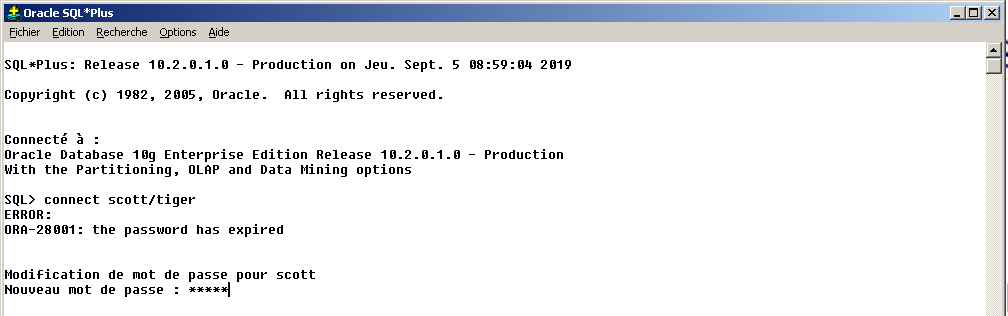 Oracle SQL*Plus
Fichier Edition Recherche Options Aide
SQL*Plus: Release 10.2.0.1.0 - Production on Jeu. Sept. 5 08:59:04 2019
Copyright (c) 1982, 2005, Oracle.  All rights reserved.
Connecté à :
Oracle Database 10g Enterprise Edition Release 10.2.0.1.0 - Production
With the Partitioning, OLAP and Data Mining options
SQL> connect scott/tiger
ERROR:
ORA-28001: the password has expired
Modification de mot de passe pour scott
Nouveau mot de passe : *****